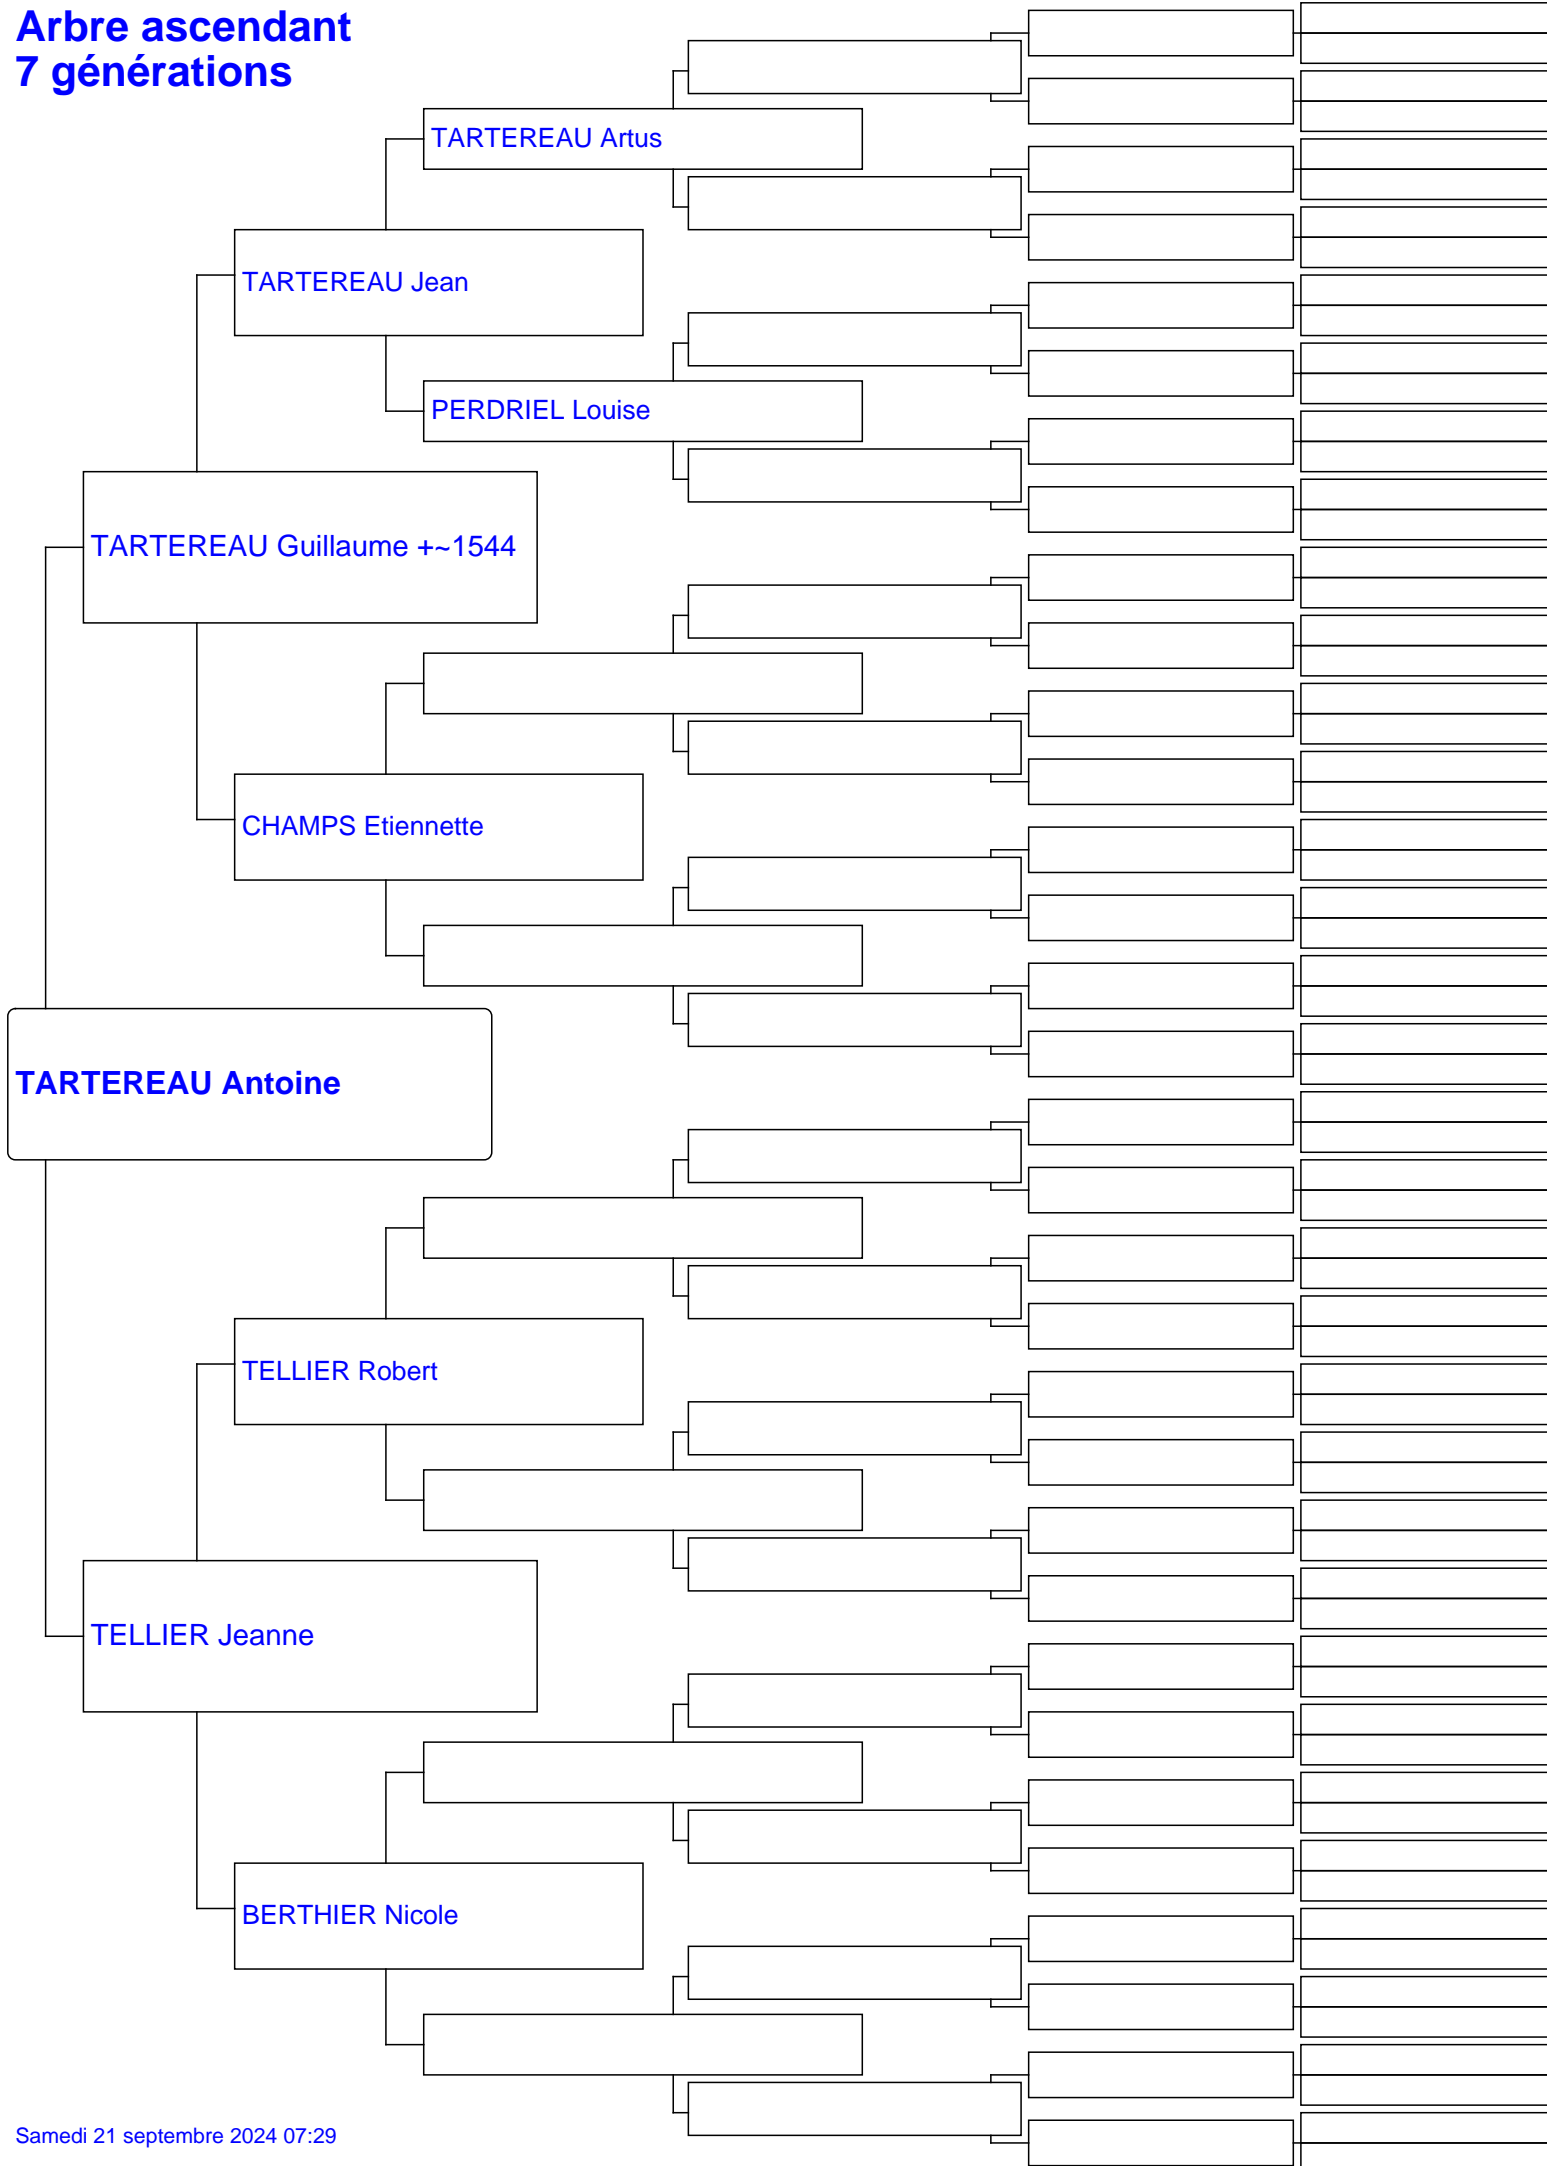 Arbre ascendant
7 générations
TARTEREAU Artus
TARTEREAU Jean
PERDRIEL Louise
TARTEREAU Guillaume +~1544
CHAMPS Etiennette
TARTEREAU Antoine
TELLIER Robert
TELLIER Jeanne
BERTHIER Nicole
Samedi 21 septembre 2024 07:29